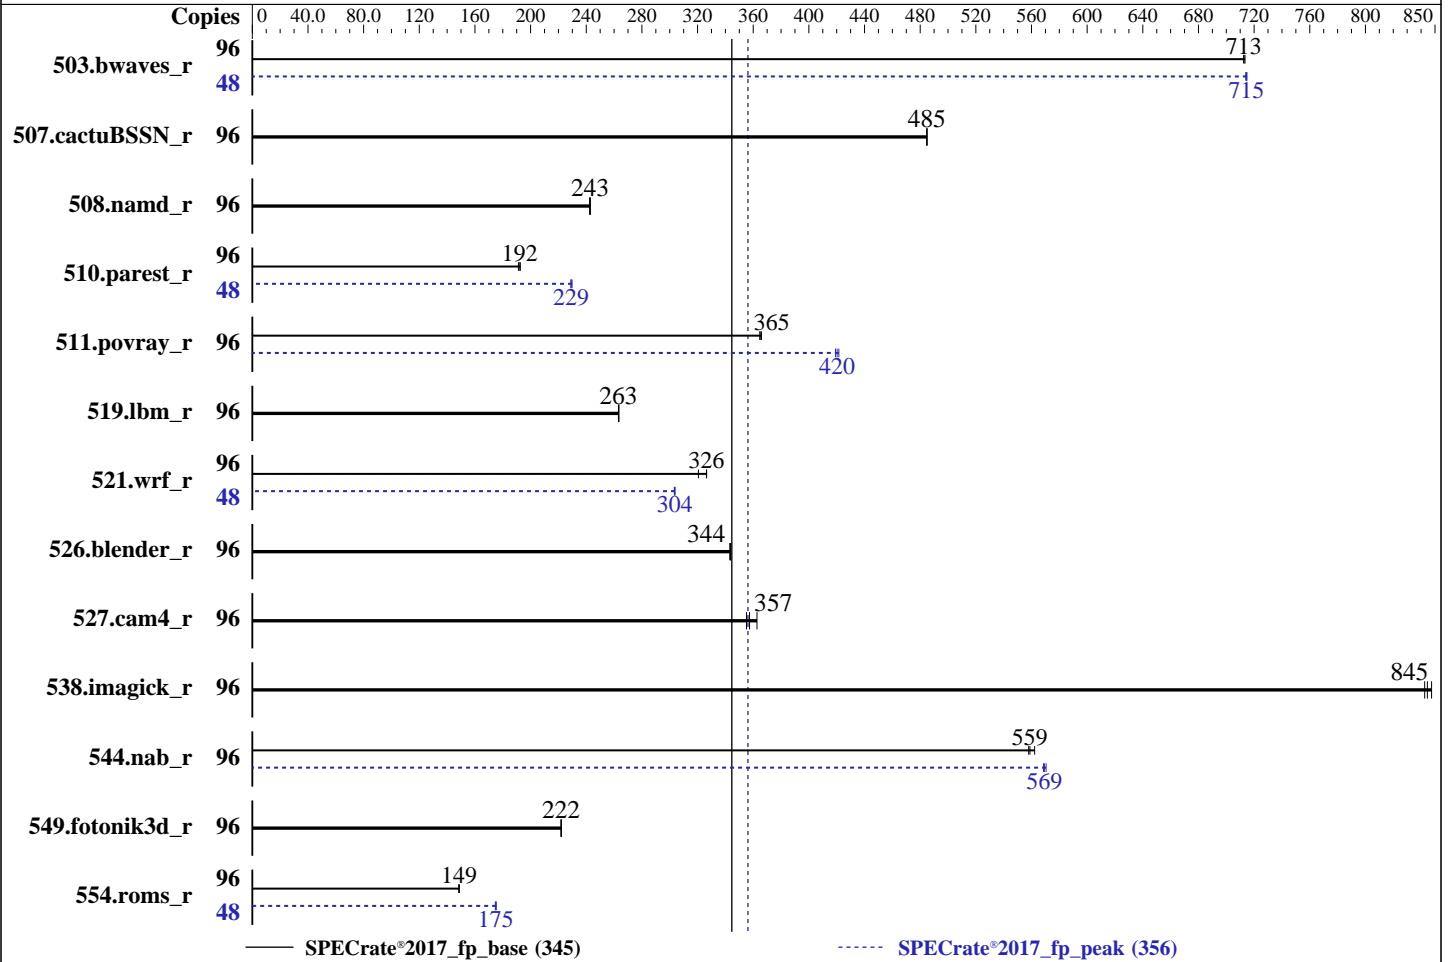 Copies 0 40.0 80.0 120 160 200 240 280 320 360 400 440 480 520 560 600 640 680 720 760 800 850
503.bwaves_r 96 713
48 715
507.cactuBSSN_r 96 485
508.namd_r 96 243
510.parest_r 96 192
48 229
511.povray_r 96 365
420
519.lbm_r 96 263
521.wrf_r 96 326
48 304
526.blender_r 96 344
527.cam4_r 96 357
538.imagick_r 96 845
544.nab_r 96 559
569
549.fotonik3d_r 96 222
554.roms_r 96 149
48 175
SPECrate®2017_fp_base (345) SPECrate®2017_fp_peak (356)